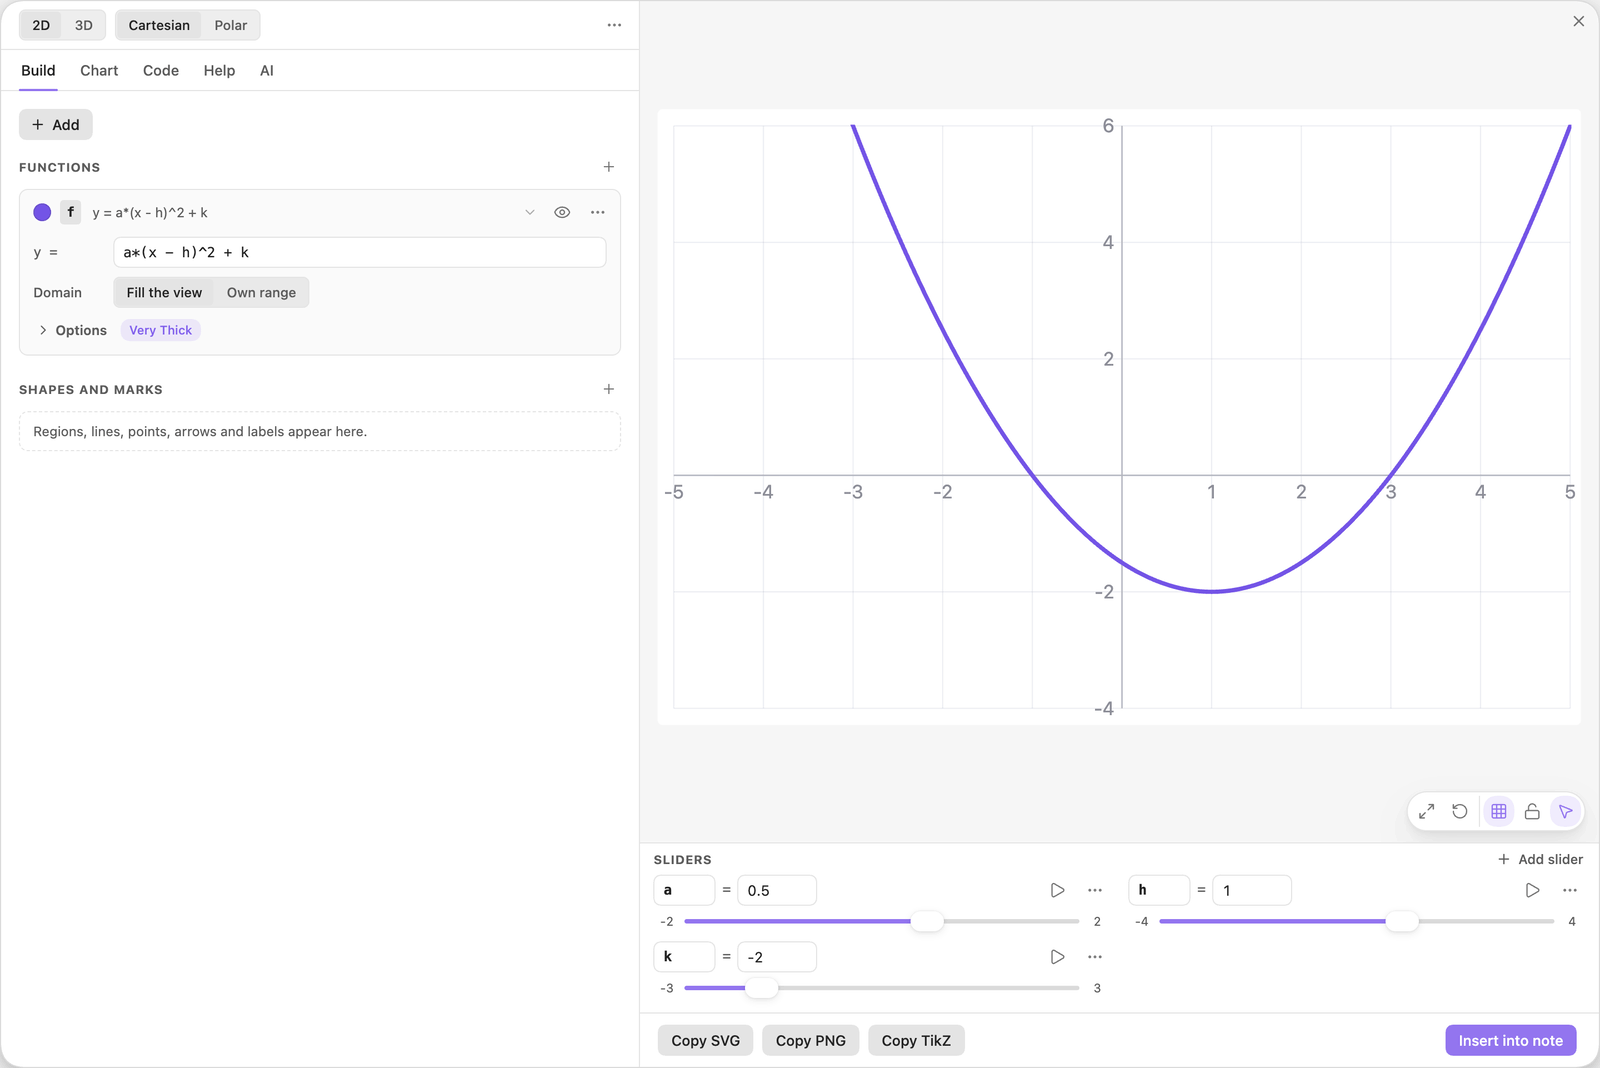 2D 3D Cartesian Polar
Build Chart Code Help AI
+ Add
FUNCTIONS
f y = a*(x - h)^2 + k
y = a*(x − h)^2 + k
Domain Fill the view Own range
Options Very Thick
SHAPES AND MARKS
Regions, lines, points, arrows and labels appear here.
6
4
2
-5 -4 -3 -2 1 2 3 4 5
-2
-4
SLIDERS
+ Add slider
a = 0.5
-2 2
h = 1
-4 4
k = -2
-3 3
Copy SVG Copy PNG Copy TikZ
Insert into note